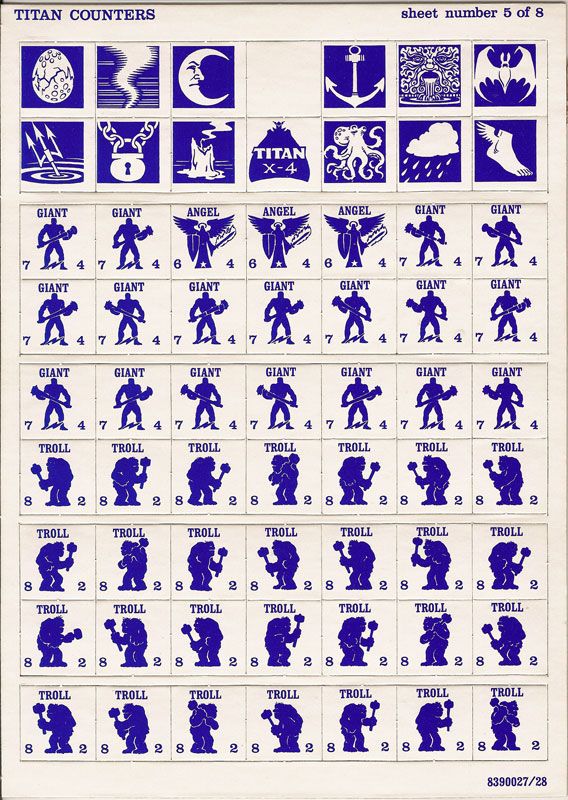 TITAN COUNTERS sheet number 5 of 8
TITAN
X-4
GIANT GIANT ANGEL ANGEL ANGEL GIANT GIANT
7 4 7 4 6 4 6 4 6 4 7 4 7 4
GIANT GIANT GIANT GIANT GIANT GIANT GIANT
7 4 7 4 7 4 7 4 7 4 7 4 7 4
GIANT GIANT GIANT GIANT GIANT GIANT GIANT
7 4 7 4 7 4 7 4 7 4 7 4 7 4
TROLL TROLL TROLL TROLL TROLL TROLL TROLL
8 2 8 2 8 2 8 2 8 2 8 2 8 2
TROLL TROLL TROLL TROLL TROLL TROLL TROLL
8 2 8 2 8 2 8 2 8 2 8 2 8 2
TROLL TROLL TROLL TROLL TROLL TROLL TROLL
8 2 8 2 8 2 8 2 8 2 8 2 8 2
TROLL TROLL TROLL TROLL TROLL TROLL TROLL
8 2 8 2 8 2 8 2 8 2 8 2 8 2
8390027/28